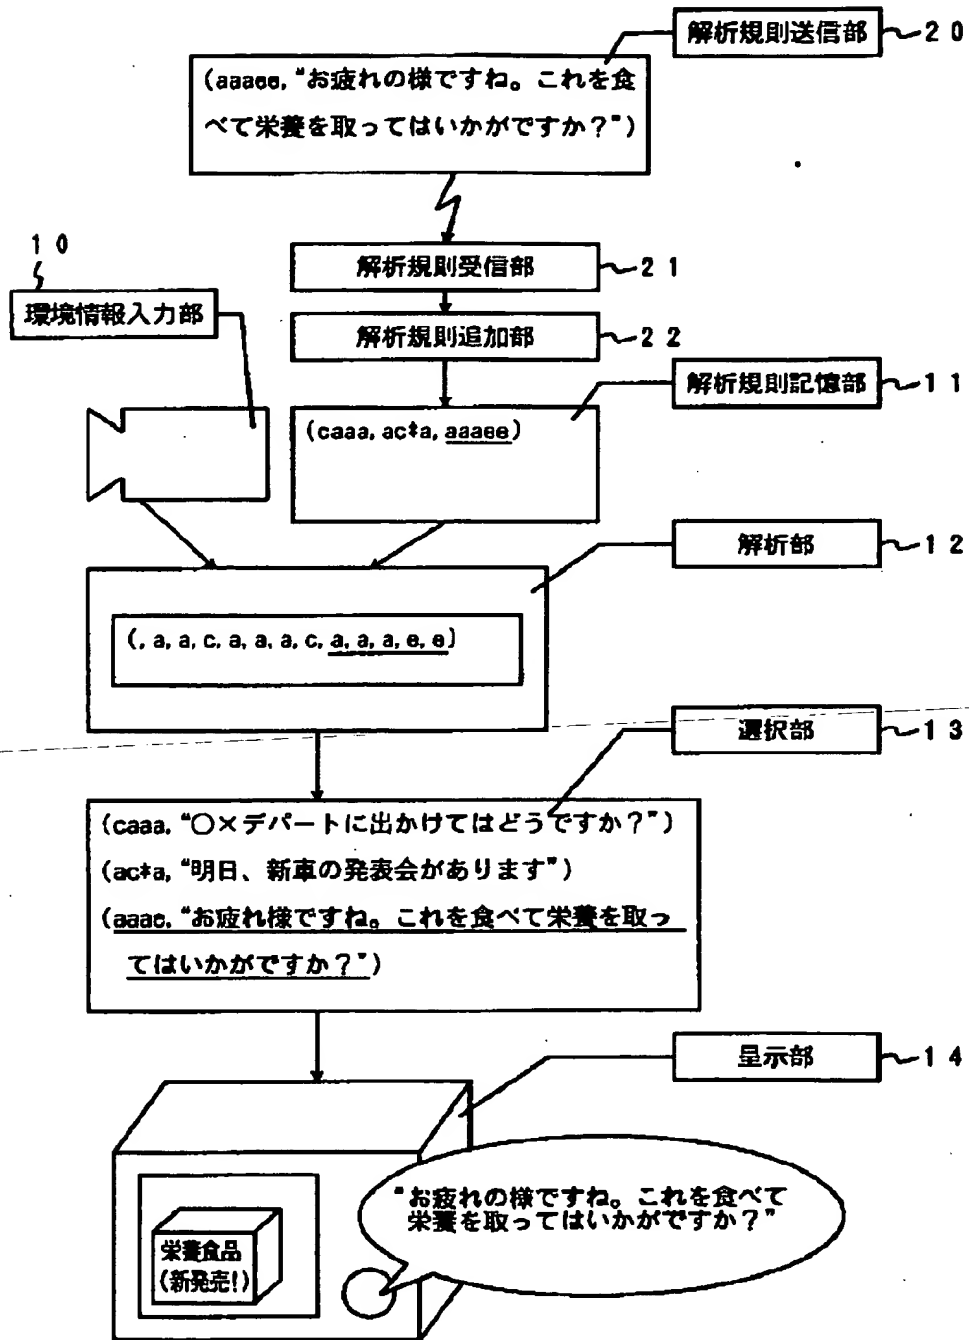 解析規則送信部 20
(aaaee, “お疲れの様ですね。これを食
べて栄養を取ってはいかがですか？”)
10
解析規則受信部 21
環境情報入力部
解析規則追加部 22
解析規則記憶部 11
(caaa, ac*a, aaaee)
解析部 12
(, a, a, c, a, a, a, c, a, a, a, e, e)
選択部 13
(caaa, “○×デパートに出かけてはどうですか？”)
(ac*a, “明日、新車の発表会があります”)
(aaae, “お疲れ様ですね。これを食べて栄養を取っ
てはいかがですか？”)
呈示部 14
“お疲れの様ですね。これを食べて
栄養を取ってはいかがですか？”
栄養食品
(新発売!)